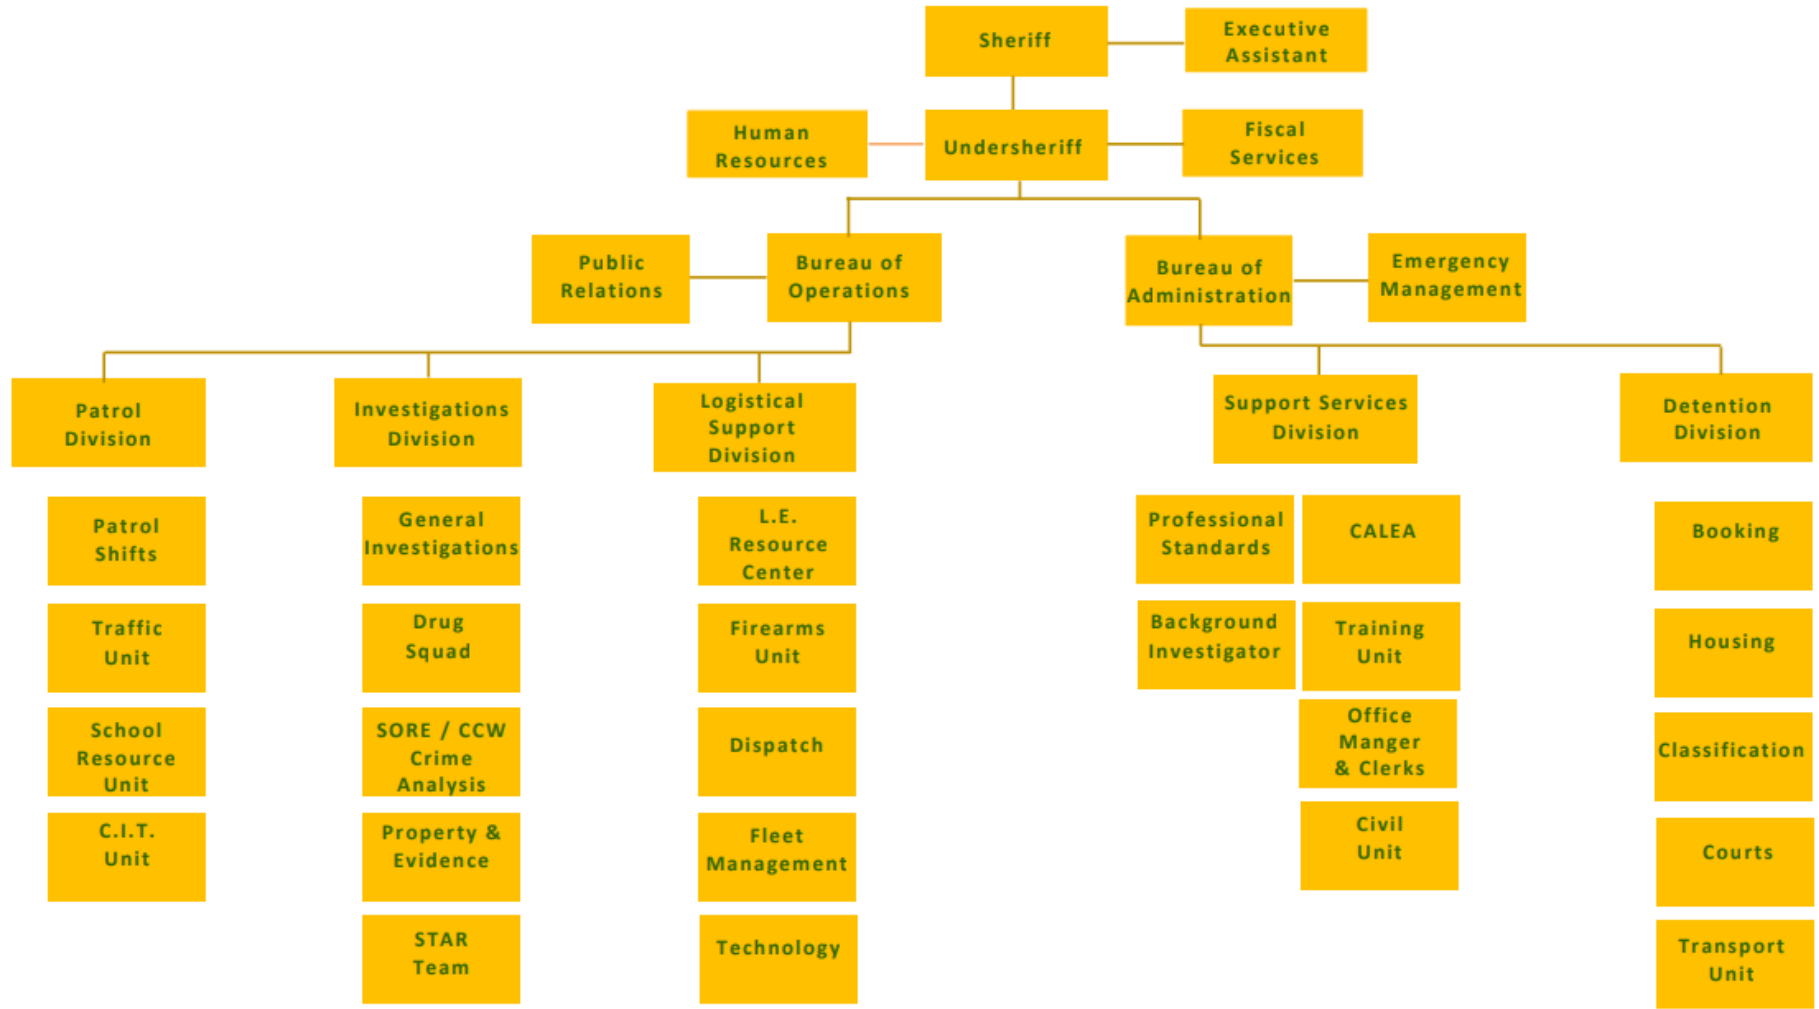 Sheriff
Executive
Assistant
Human
Resources
Undersheriff
Fiscal
Services
Public
Relations
Bureau of
Operations
Bureau of
Administration
Emergency
Management
Patrol
Division
Investigations
Division
Logistical
Support
Division
Support Services
Division
Detention
Division
Patrol
Shifts
General
Investigations
L.E.
Resource
Center
Professional
Standards
CALEA
Booking
Traffic
Unit
Drug
Squad
Firearms
Unit
Background
Investigator
Training
Unit
Housing
School
Resource
Unit
SORE / CCW
Crime
Analysis
Dispatch
Office
Manger
& Clerks
Classification
C.I.T.
Unit
Property &
Evidence
Fleet
Management
Civil
Unit
Courts
STAR
Team
Technology
Transport
Unit